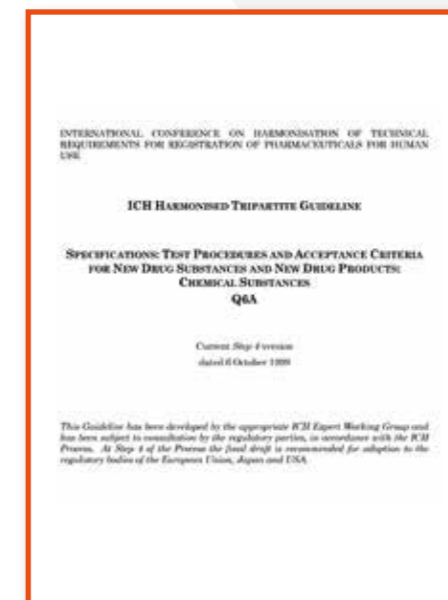 INTERNATIONAL CONFERENCE ON HARMONISATION OF TECHNICAL
REQUIREMENTS FOR REGISTRATION OF PHARMACEUTICALS FOR HUMAN
USE
ICH HARMONISED TRIPARTITE GUIDELINE
SPECIFICATIONS: TEST PROCEDURES AND ACCEPTANCE CRITERIA
FOR NEW DRUG SUBSTANCES AND NEW DRUG PRODUCTS:
CHEMICAL SUBSTANCES
Q6A
Current Step 4 version
dated 6 October 1999
This Guideline has been developed by the appropriate ICH Expert Working Group and
has been subject to consultation by the regulatory parties, in accordance with the ICH
Process. At Step 4 of the Process the final draft is recommended for adoption to the
regulatory bodies of the European Union, Japan and USA.